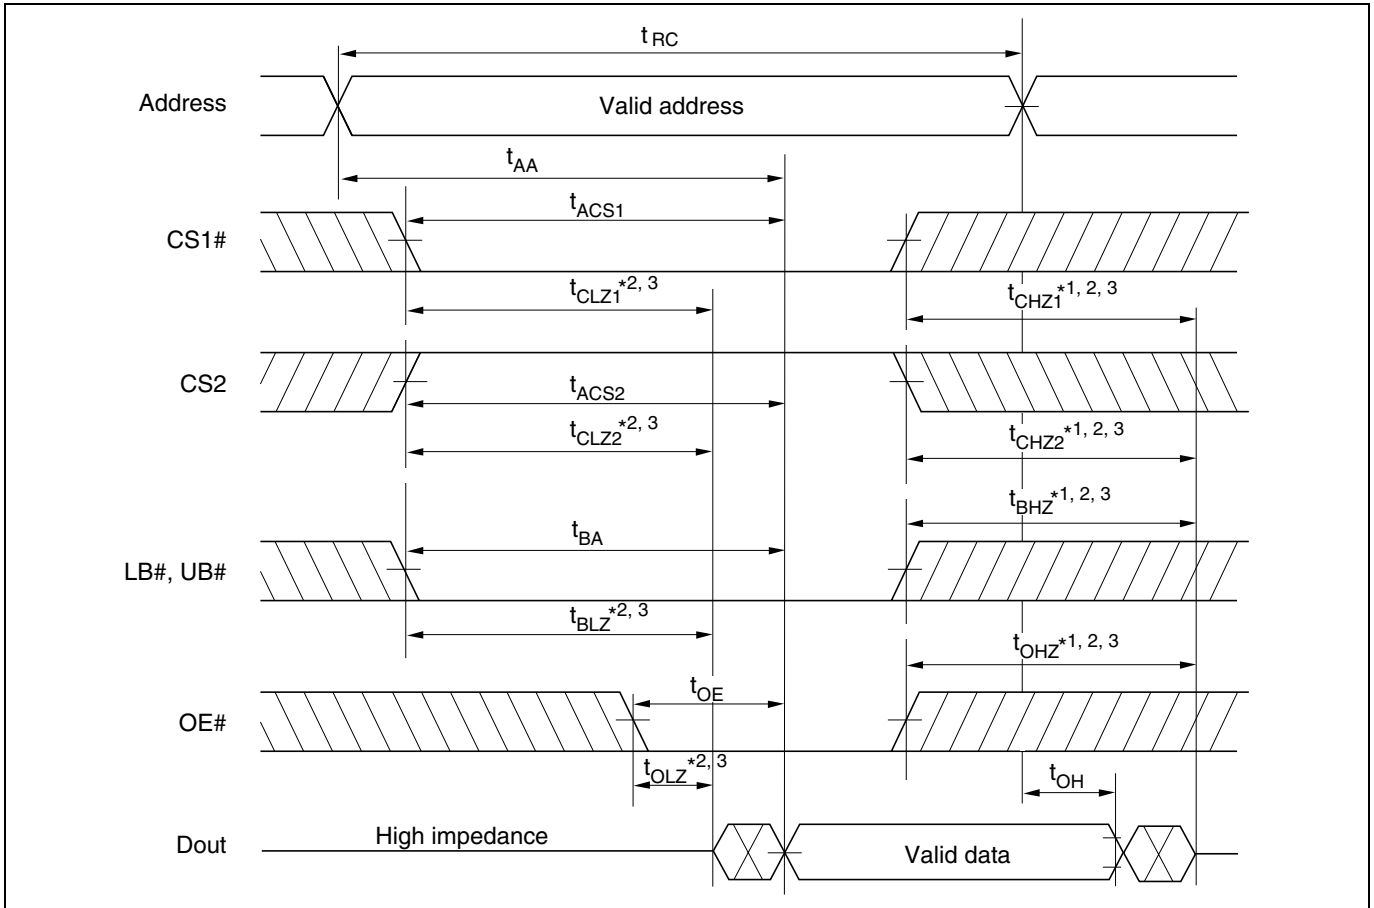 tRC
Address
Valid address
tAA
tACS1
CS1#
tCLZ1*2, 3
tCHZ1*1, 2, 3
CS2
tACS2
tCLZ2*2, 3
tCHZ2*1, 2, 3
tBHZ*1, 2, 3
tBA
LB#, UB#
tBLZ*2, 3
tOHZ*1, 2, 3
tOE
OE#
tOLZ*2, 3
tOH
High impedance
Dout
Valid data